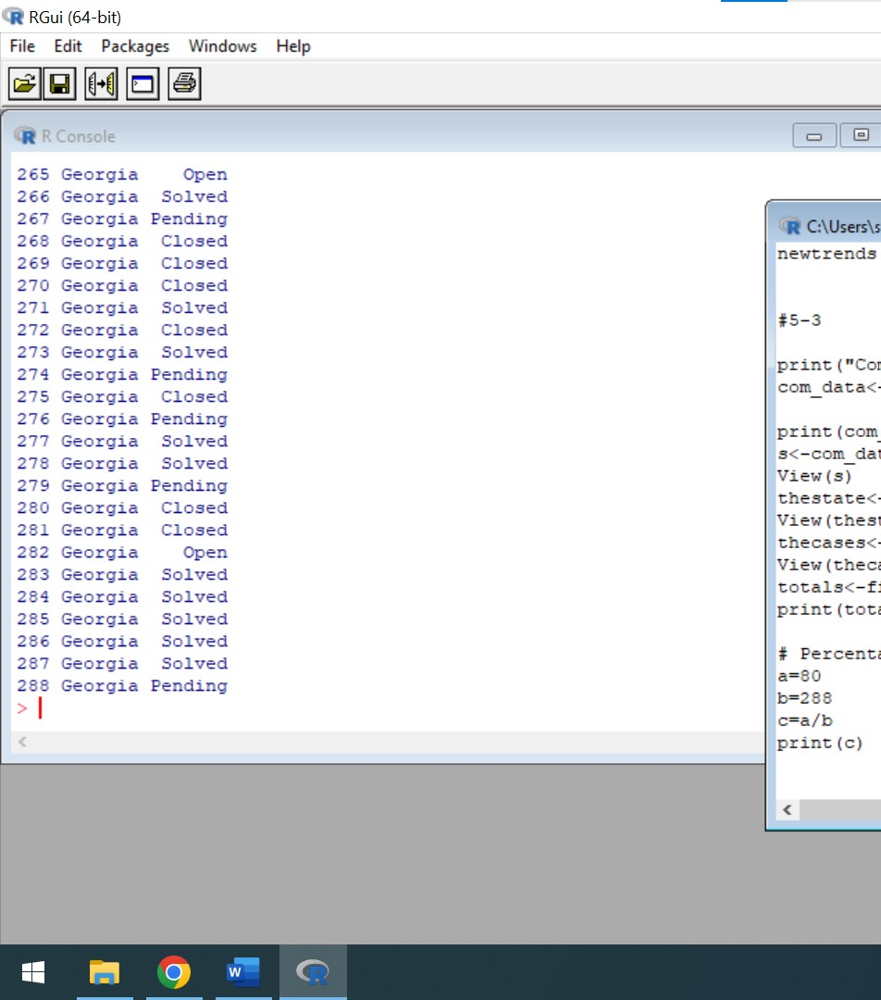 RGui (64-bit)
File Edit Packages Windows Help
R Console
265 Georgia    Open
266 Georgia  Solved
267 Georgia Pending
268 Georgia  Closed
269 Georgia  Closed
270 Georgia  Closed
271 Georgia  Solved
272 Georgia  Closed
273 Georgia  Solved
274 Georgia Pending
275 Georgia  Closed
276 Georgia Pending
277 Georgia  Solved
278 Georgia  Solved
279 Georgia Pending
280 Georgia  Closed
281 Georgia  Closed
282 Georgia    Open
283 Georgia  Solved
284 Georgia  Solved
285 Georgia  Solved
286 Georgia  Solved
287 Georgia  Solved
288 Georgia Pending
>
C:\Users\s
newtrends
#5-3
print("Com
com_data<-
print(com_
s<-com_dat
View(s)
thestate<-
View(thest
thecases<-
View(theca
totals<-fi
print(tota
# Percenta
a=80
b=288
c=a/b
print(c)